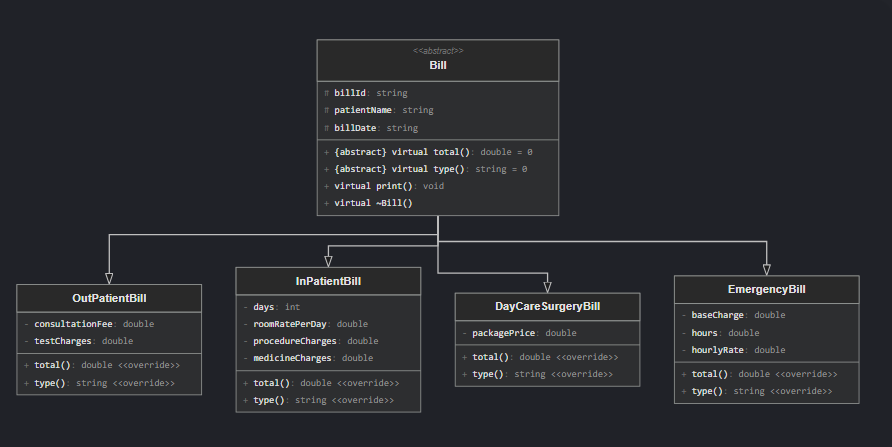 <<abstract>>
Bill
# billId: string
# patientName: string
# billDate: string
+ {abstract} virtual total(): double = 0
+ {abstract} virtual type(): string = 0
+ virtual print(): void
+ virtual ~Bill()
OutPatientBill
- consultationFee: double
- testCharges: double
+ total(): double <<override>>
+ type(): string <<override>>
InPatientBill
- days: int
- roomRatePerDay: double
- procedureCharges: double
- medicineCharges: double
+ total(): double <<override>>
+ type(): string <<override>>
DayCareSurgeryBill
- packagePrice: double
+ total(): double <<override>>
+ type(): string <<override>>
EmergencyBill
- baseCharge: double
- hours: double
- hourlyRate: double
+ total(): double <<override>>
+ type(): string <<override>>